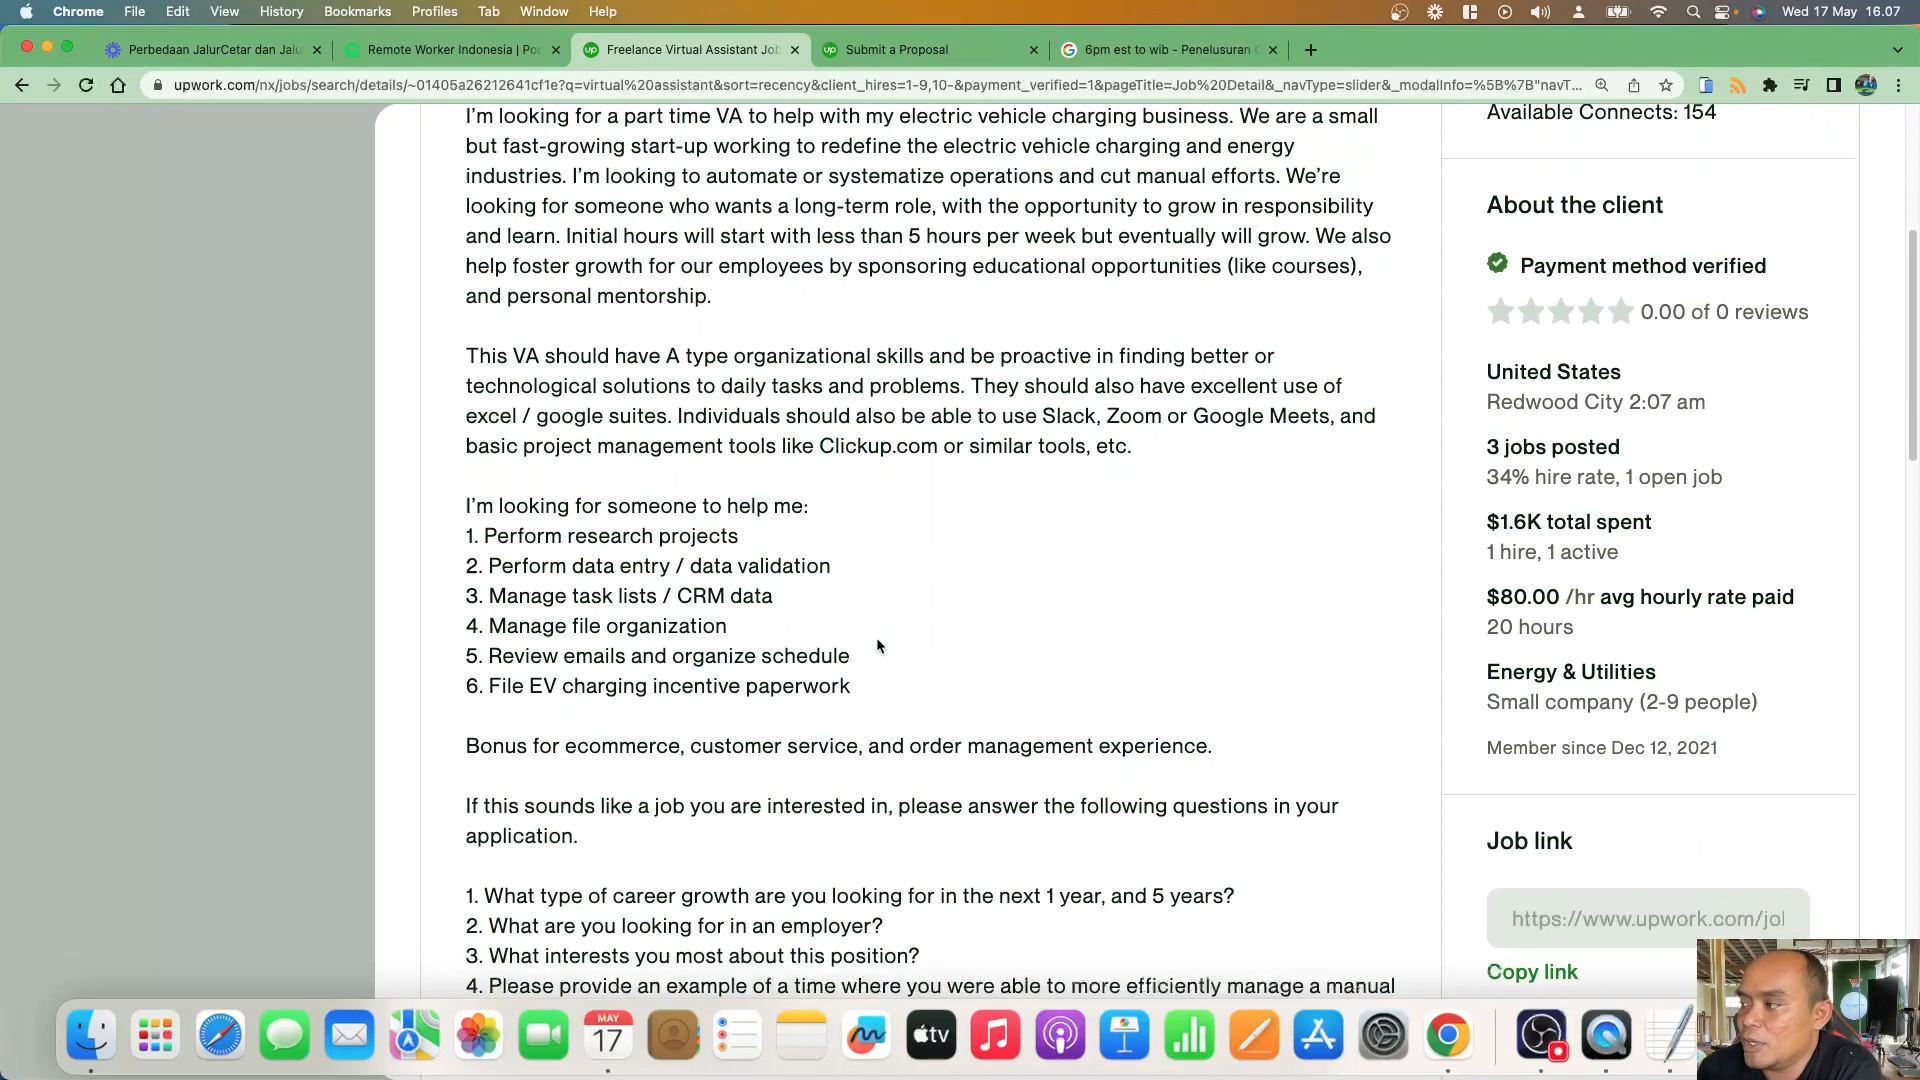 Chrome File Edit View History Bookmarks Profiles Tab Window Help Wed 17 May 16.07
Perbedaan JalurCetar dan Jalu
Remote Worker Indonesia | Poc
Freelance Virtual Assistant Job
Submit a Proposal
6pm est to wib - Penelusuran G
upwork.com/nx/jobs/search/details/~01405a26212641cf1e?q=virtual%20assistant&sort=recency&client_hires=1-9,10-&payment_verified=1&pageTitle=Job%20Detail&_navType=slider&_modalInfo=%5B%7B"navT...
I'm looking for a part time VA to help with my electric vehicle charging business. We are a small
but fast-growing start-up working to redefine the electric vehicle charging and energy
industries. I'm looking to automate or systematize operations and cut manual efforts. We're
looking for someone who wants a long-term role, with the opportunity to grow in responsibility
and learn. Initial hours will start with less than 5 hours per week but eventually will grow. We also
help foster growth for our employees by sponsoring educational opportunities (like courses),
and personal mentorship.
This VA should have A type organizational skills and be proactive in finding better or
technological solutions to daily tasks and problems. They should also have excellent use of
excel / google suites. Individuals should also be able to use Slack, Zoom or Google Meets, and
basic project management tools like Clickup.com or similar tools, etc.
I'm looking for someone to help me:
1. Perform research projects
2. Perform data entry / data validation
3. Manage task lists / CRM data
4. Manage file organization
5. Review emails and organize schedule
6. File EV charging incentive paperwork
Bonus for ecommerce, customer service, and order management experience.
If this sounds like a job you are interested in, please answer the following questions in your
application.
1. What type of career growth are you looking for in the next 1 year, and 5 years?
2. What are you looking for in an employer?
3. What interests you most about this position?
4. Please provide an example of a time where you were able to more efficiently manage a manual
Available Connects: 154
About the client
Payment method verified
0.00 of 0 reviews
United States
Redwood City 2:07 am
3 jobs posted
34% hire rate, 1 open job
$1.6K total spent
1 hire, 1 active
$80.00 /hr avg hourly rate paid
20 hours
Energy & Utilities
Small company (2-9 people)
Member since Dec 12, 2021
Job link
https://www.upwork.com/jol
Copy link
MAY
17
tv